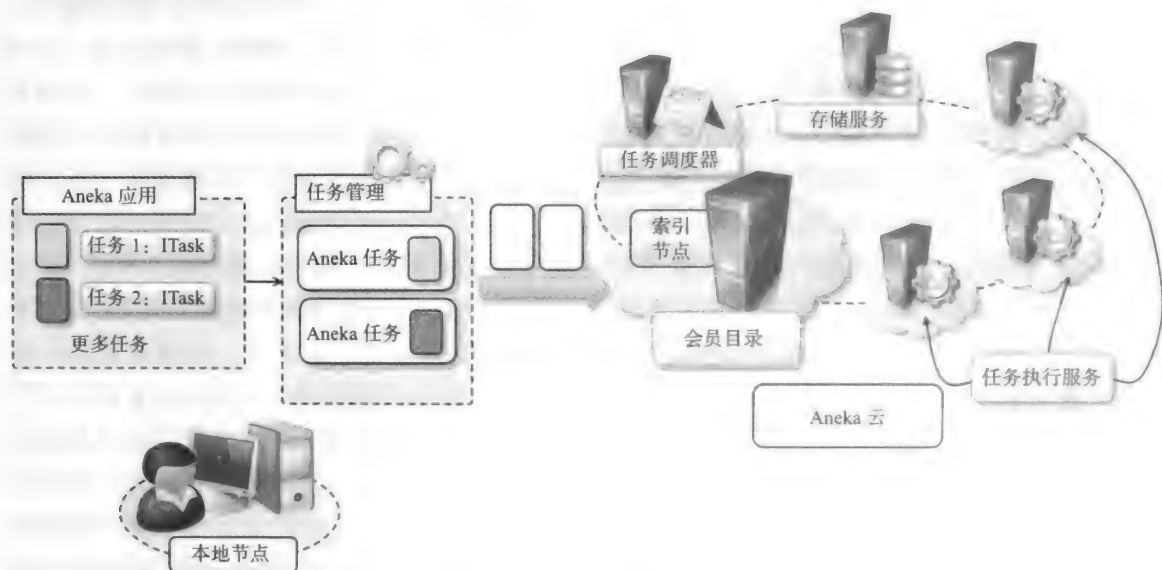 Aneka 应用
任务 1：ITask
任务 2：ITask
更多任务
任务管理
Aneka 任务
Aneka 任务
本地节点
任务调度器
存储服务
索引
节点
会员目录
任务执行服务
Aneka 云